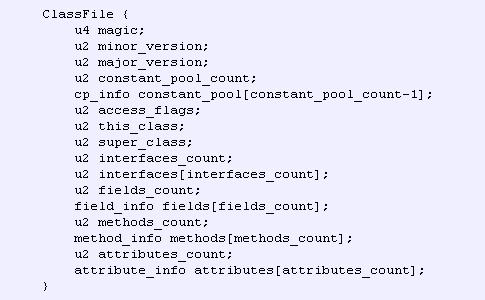 ClassFile {
u4 magic;
u2 minor_version;
u2 major_version;
u2 constant_pool_count;
cp_info constant_pool[constant_pool_count-1];
u2 access_flags;
u2 this_class;
u2 super_class;
u2 interfaces_count;
u2 interfaces[interfaces_count];
u2 fields_count;
field_info fields[fields_count];
u2 methods_count;
method_info methods[methods_count];
u2 attributes_count;
attribute_info attributes[attributes_count];
}